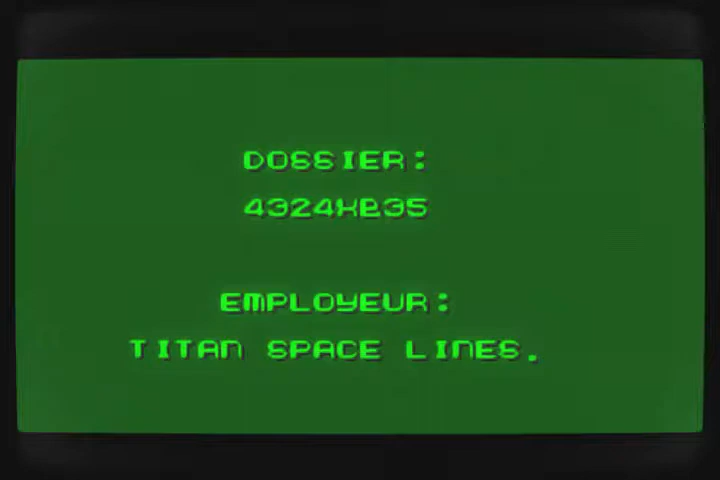 DOSSIER:
4324XB35
EMPLOYEUR:
TITAN SPACE LINES.